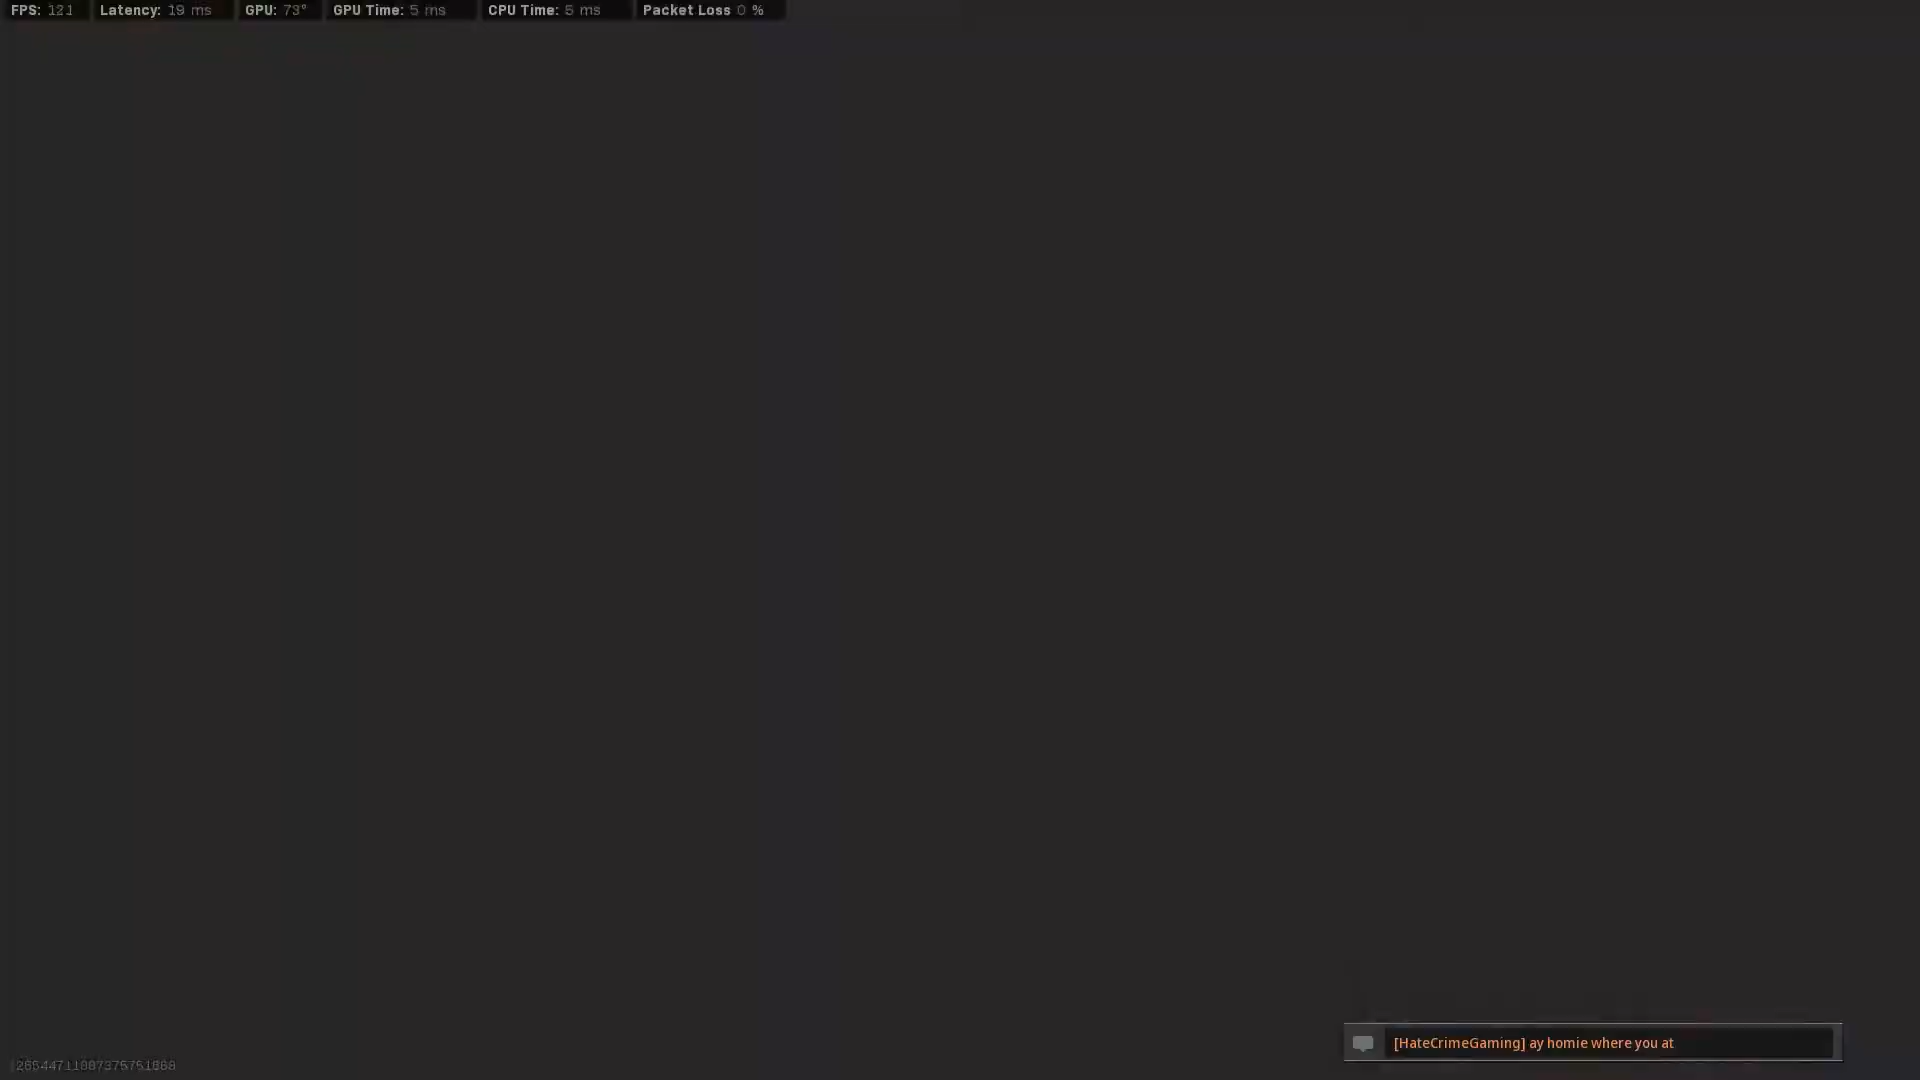 FPS: 121 Latency: 19 ms GPU: 73° GPU Time: 5 ms CPU Time: 5 ms Packet Loss 0 %
[HateCrimeGaming] ay homie where you at